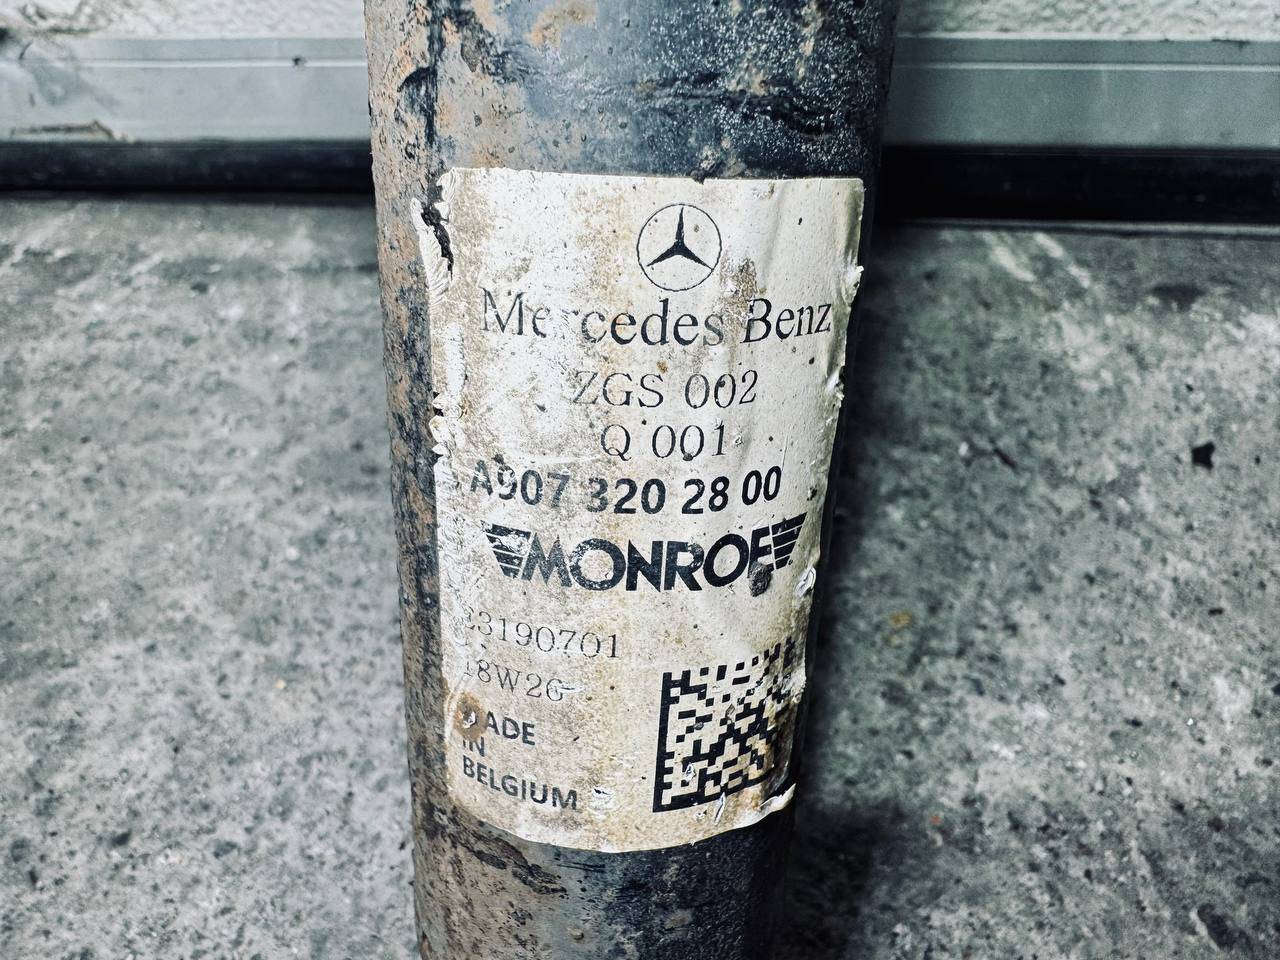 Mercedes Benz
ZGS 002
Q 001
A907 320 28 00
MONROE
23190701
18W26
MADE
IN
BELGIUM